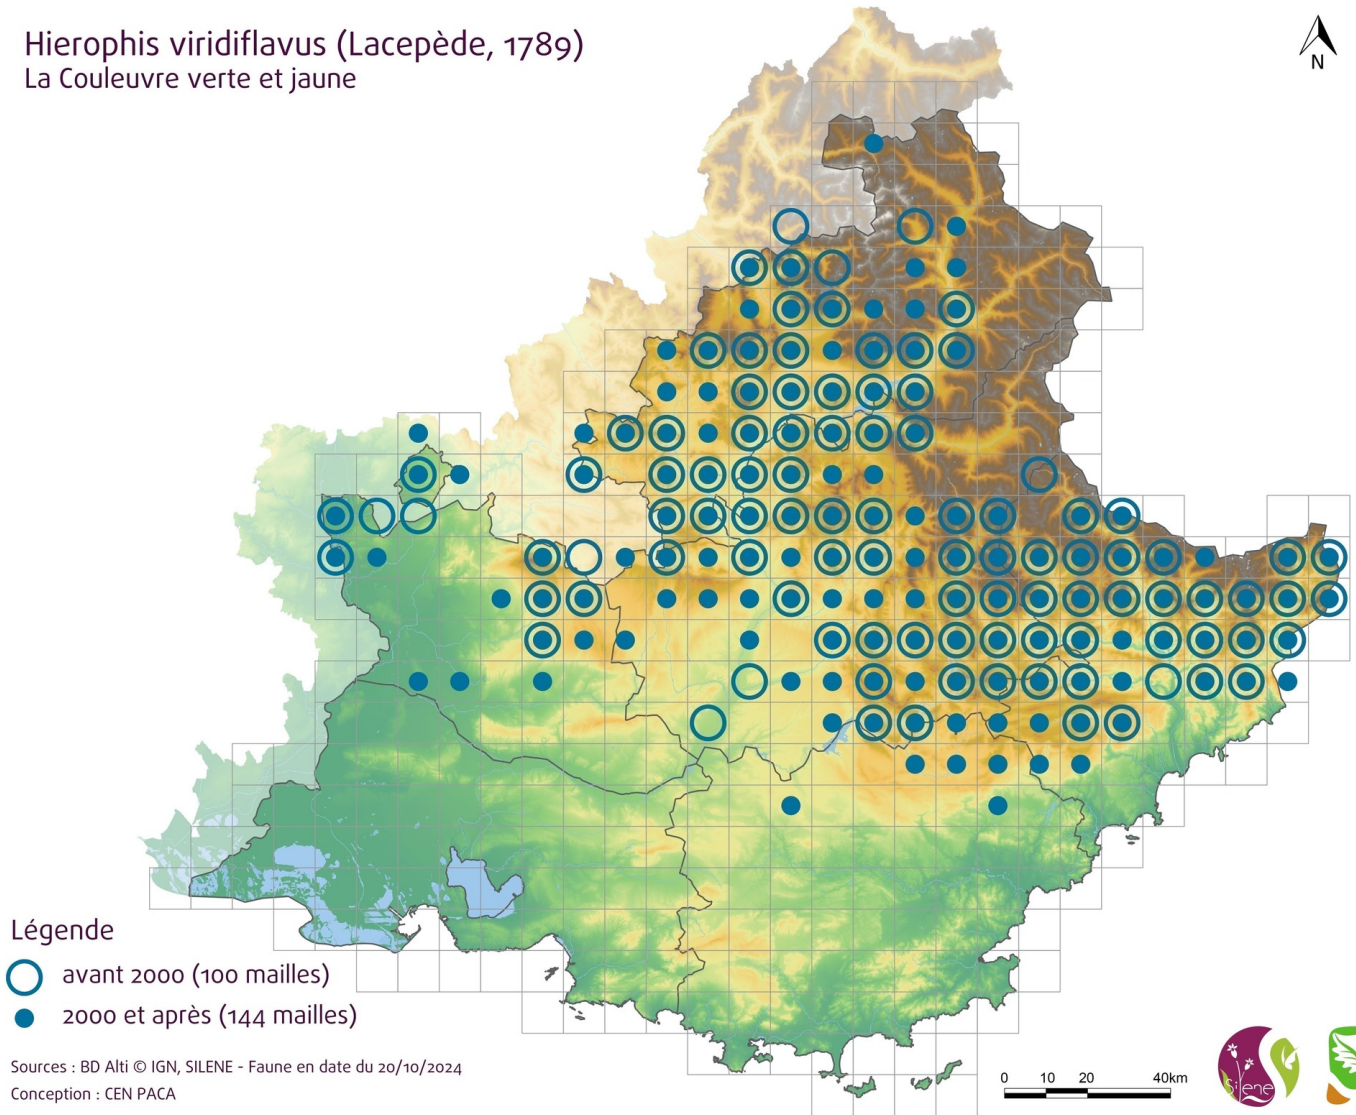 Hierophis viridiflavus (Lacepède, 1789)
La Couleuvre verte et jaune
N
Légende
avant 2000 (100 mailles)
2000 et après (144 mailles)
Sources : BD Alti © IGN, SILENE - Faune en date du 20/10/2024
Conception : CEN PACA
0 10 20 40km
Silene